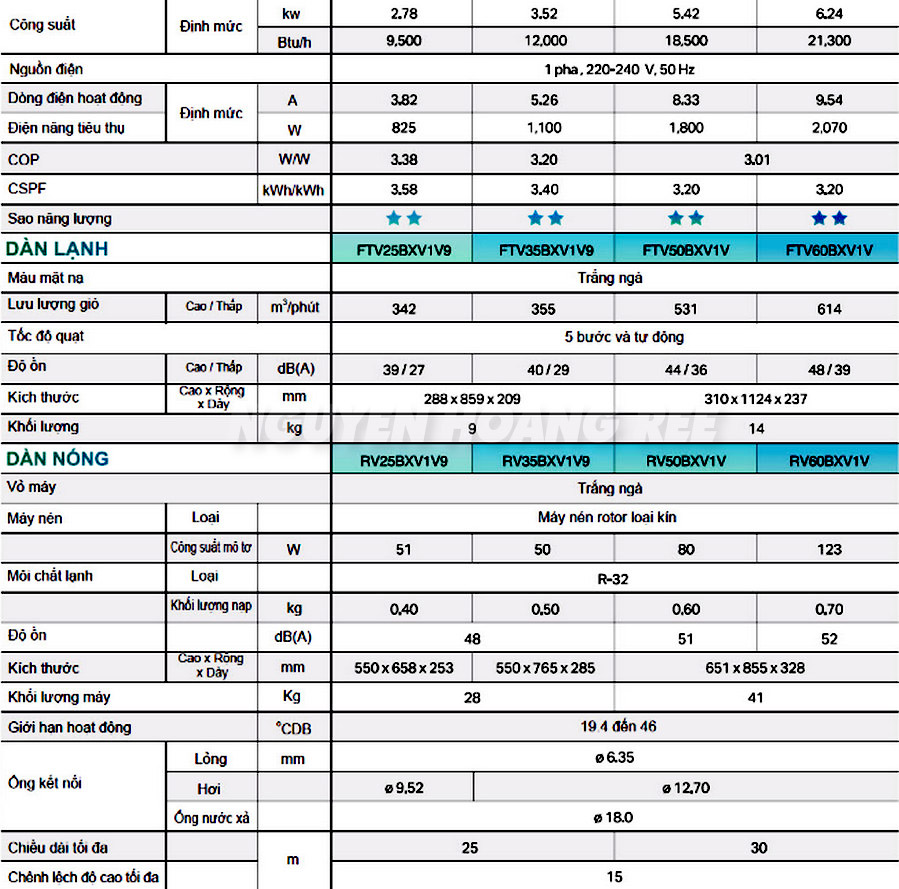 Công suất Định mức kw 2.78 3.52 5.42 6.24
Btu/h 9,500 12,000 18,500 21,300
Nguồn điện 1 pha, 220-240 V, 50 Hz
Dòng điện hoạt động Định mức A 3.82 5.26 8.33 9.54
Điện năng tiêu thụ W 825 1,100 1,800 2,070
COP W/W 3.38 3.20 3.01
CSPF kWh/kWh 3.58 3.40 3.20 3.20
Sao năng lượng
DÀN LẠNH FTV25BXV1V9 FTV35BXV1V9 FTV50BXV1V FTV60BXV1V
Màu mặt nạ Trắng ngà
Lưu lượng gió Cao / Thấp m³/phút 342 355 531 614
Tốc độ quạt 5 bước và tự động
Độ ồn Cao / Thấp dB(A) 39 / 27 40 / 29 44 / 36 48 / 39
Kích thước Cao x Rộng x Dày mm 288 x 859 x 209 310 x 1124 x 237
Khối lượng kg 9 14
NGUYEN HOANG REE
DÀN NÓNG RV25BXV1V9 RV35BXV1V9 RV50BXV1V RV60BXV1V
Vỏ máy Trắng ngà
Máy nén Loại Máy nén rotor loại kín
Công suất mô tơ W 51 50 80 123
Môi chất lạnh Loại R-32
Khối lượng nạp kg 0.40 0.50 0.60 0.70
Độ ồn dB(A) 48 51 52
Kích thước Cao x Rộng x Dày mm 550 x 658 x 253 550 x 765 x 285 651 x 855 x 328
Khối lượng máy Kg 28 41
Giới hạn hoạt động °CDB 19.4 đến 46
Ống kết nối Lỏng mm ø 6.35
Hơi ø 9.52 ø 12.70
Ống nước xả ø 18.0
Chiều dài tối đa m 25 30
Chênh lệch độ cao tối đa 15